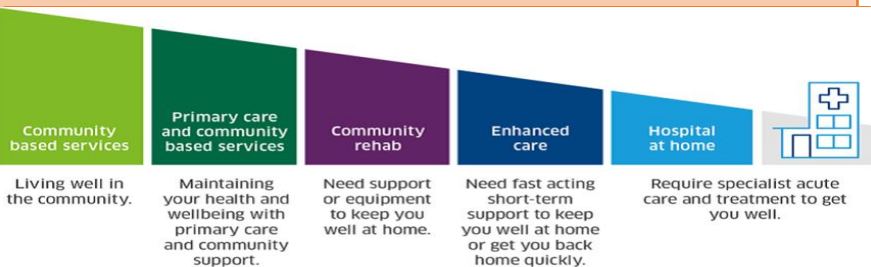 Community
based services
Primary care
and community
based services
Community
rehab
Enhanced
care
Hospital
at home
Living well in
the community.
Maintaining
your health and
wellbeing with
primary care
and community
support.
Need support
or equipment
to keep you
well at home.
Need fast acting
short-term
support to keep
you well at home
or get you back
home quickly.
Require specialist acute
care and treatment to get
you well.